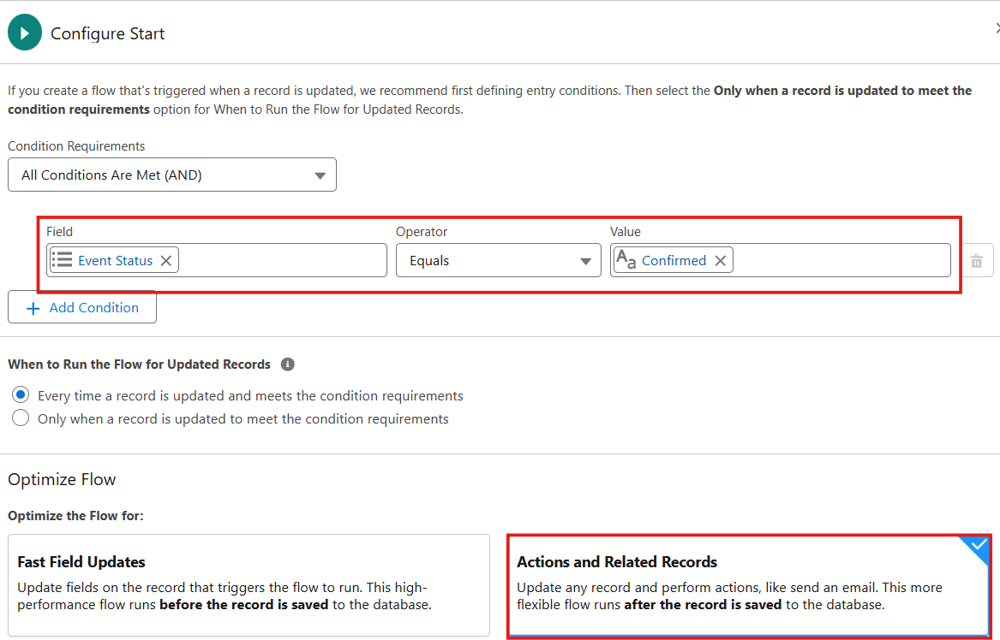 Configure Start
If you create a flow that's triggered when a record is updated, we recommend first defining entry conditions. Then select the Only when a record is updated to meet the
condition requirements option for When to Run the Flow for Updated Records.
Condition Requirements
All Conditions Are Met (AND)
Field Operator Value
Event Status Equals Aa Confirmed
+ Add Condition
When to Run the Flow for Updated Records i
Every time a record is updated and meets the condition requirements
Only when a record is updated to meet the condition requirements
Optimize Flow
Optimize the Flow for:
Fast Field Updates
Update fields on the record that triggers the flow to run. This high-
performance flow runs before the record is saved to the database.
Actions and Related Records
Update any record and perform actions, like send an email. This more
flexible flow runs after the record is saved to the database.